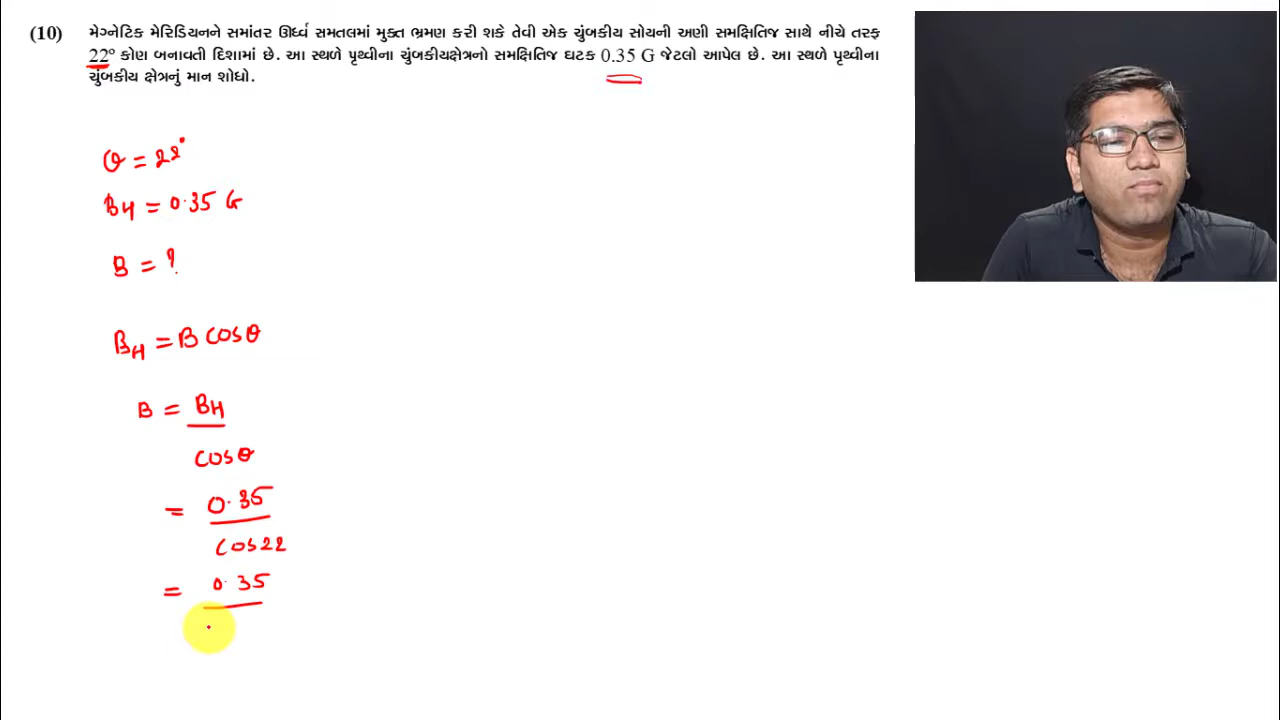 (10) મેગ્નેટિક મેરિડિયનને સમાંતર ઊર્ધ્વ સમતલમાં મુક્ત ભ્રમણ કરી શકે તેવી એક ચુંબકીય સોયની અણી સમક્ષિતિજ સાથે નીચે તરફ
22° કોણ બનાવતી દિશામાં છે. આ સ્થળે પૃથ્વીના ચુંબકીયક્ષેત્રનો સમક્ષિતિજ ઘટક 0.35 G જેટલો આપેલ છે. આ સ્થળે પૃથ્વીના
ચુંબકીય ક્ષેત્રનું માન શોધો.
θ = 22°
BH = 0.35 G
B = ?
BH = B cosθ
B = BH
cosθ
= 0.35
cos22
= 0.35